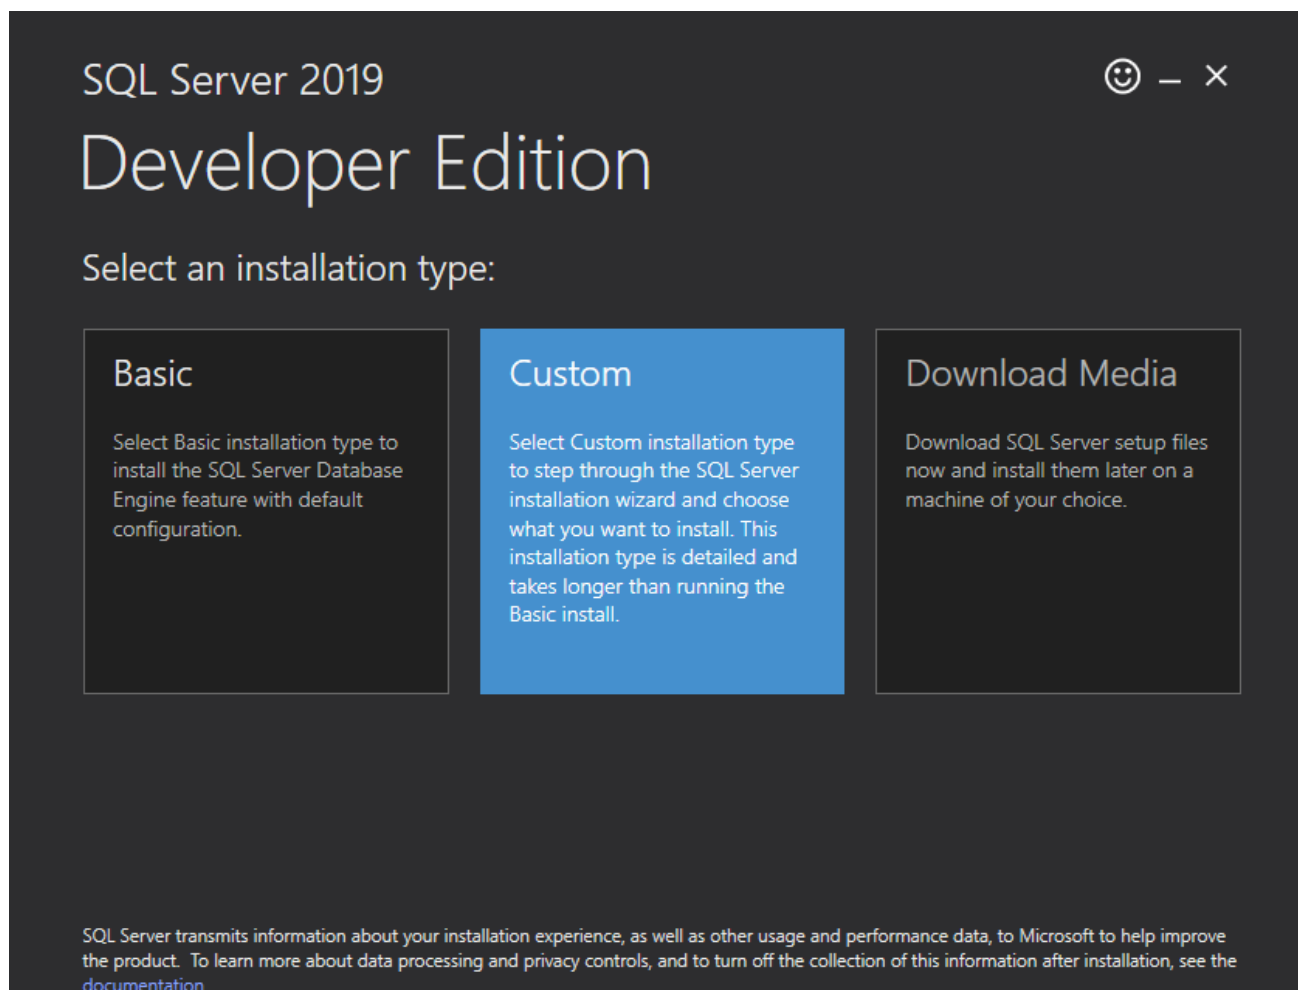 SQL Server 2019
Developer Edition
Select an installation type:
Basic
Select Basic installation type to
install the SQL Server Database
Engine feature with default
configuration.
Custom
Select Custom installation type
to step through the SQL Server
installation wizard and choose
what you want to install. This
installation type is detailed and
takes longer than running the
Basic install.
Download Media
Download SQL Server setup files
now and install them later on a
machine of your choice.
SQL Server transmits information about your installation experience, as well as other usage and performance data, to Microsoft to help improve
the product.  To learn more about data processing and privacy controls, and to turn off the collection of this information after installation, see the
documentation